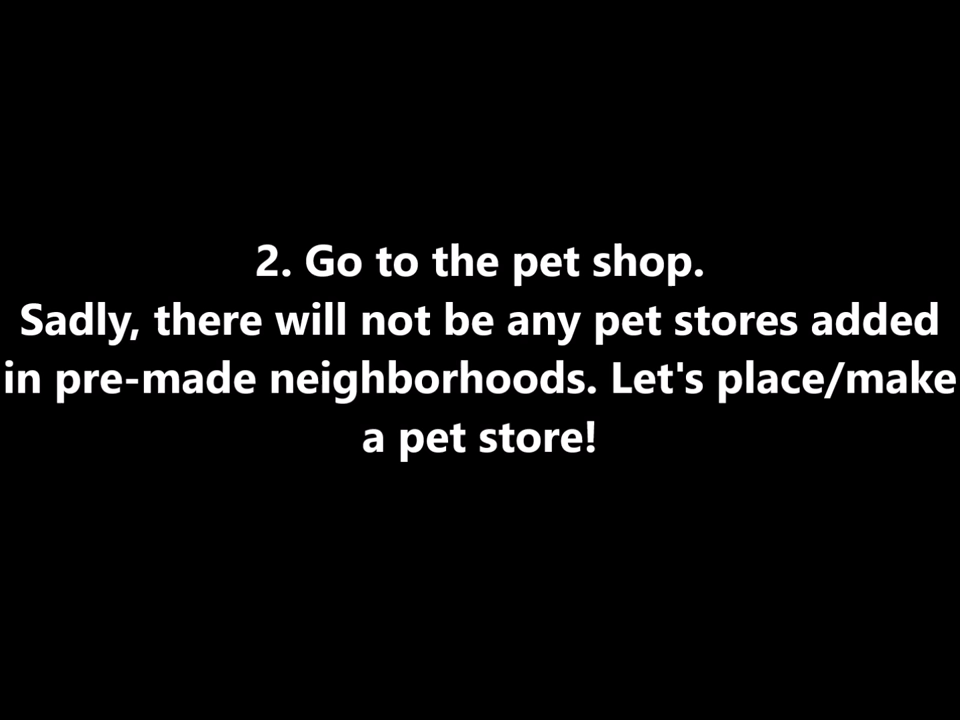 2. Go to the pet shop.
Sadly, there will not be any pet stores added
in pre-made neighborhoods. Let's place/make
a pet store!